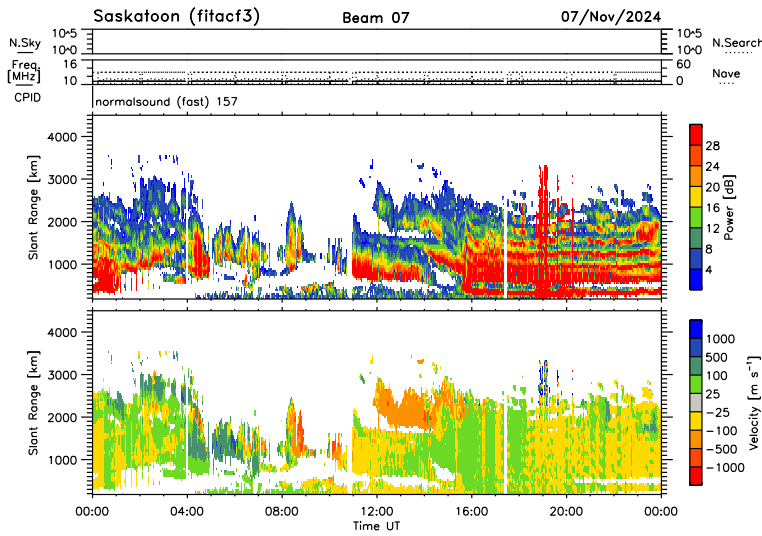 Saskatoon (fitacf3) Beam 07 07/Nov/2024
N.Sky 10^5 10^0 10^5 10^0 N.Search
Freq. [MHz] 16 10 60 0 Nave
CPID normalsound (fast) 157
Slant Range [km] 4000 3000 2000 1000
28 24 20 16 12 8 4 Power [dB]
Slant Range [km] 4000 3000 2000 1000
1000 500 100 25 -25 -100 -500 -1000 Velocity [m s⁻¹]
00:00 04:00 08:00 12:00 16:00 20:00 00:00
Time UT